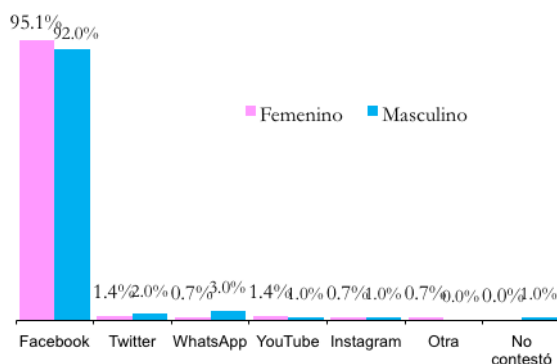 95.1%
92.0%
Femenino
Masculino
1.4% 2.0% 0.7% 3.0% 1.4% 1.0% 0.7% 1.0% 0.7% 0.0% 0.0% 1.0%
Facebook Twitter WhatsApp YouTube Instagram Otra No
contestó